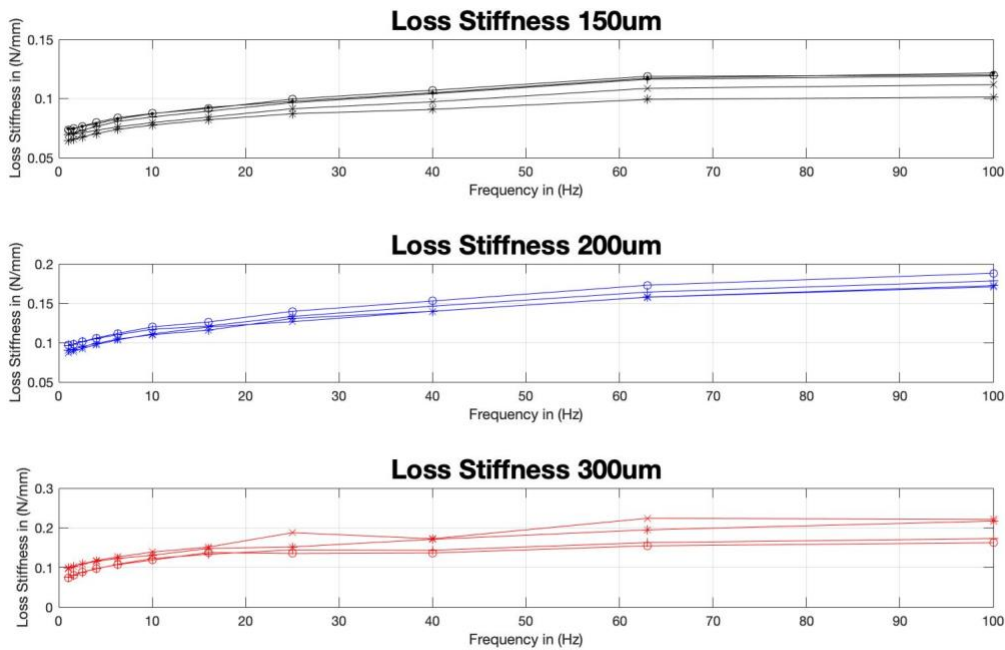 Loss Stiffness 150um
Loss Stiffness in (N/mm)
0.15
0.1
0.05
0 10 20 30 40 50 60 70 80 90 100
Frequency in (Hz)
Loss Stiffness 200um
Loss Stiffness in (N/mm)
0.2
0.15
0.1
0.05
0 10 20 30 40 50 60 70 80 90 100
Frequency in (Hz)
Loss Stiffness 300um
Loss Stiffness in (N/mm)
0.3
0.2
0.1
0
0 10 20 30 40 50 60 70 80 90 100
Frequency in (Hz)